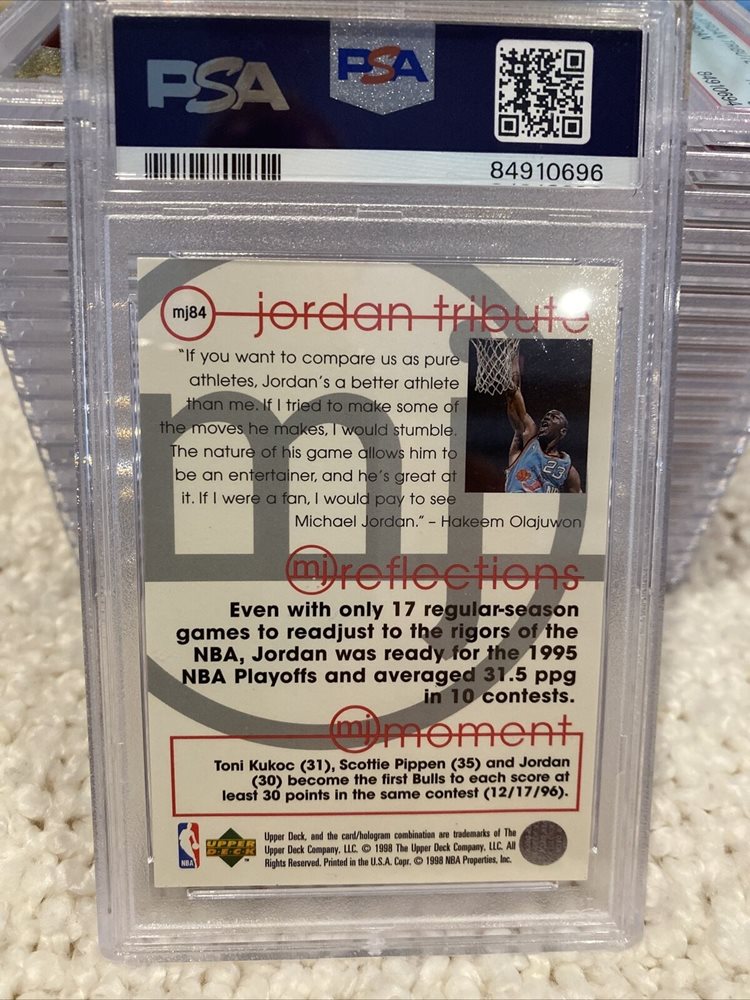 PSA
PSA
84910696
mj84
jordan tribute
"If you want to compare us as pure
athletes, Jordan's a better athlete
than me. If I tried to make some of
the moves he makes, I would stumble.
The nature of his game allows him to
be an entertainer, and he's great at
it. If I were a fan, I would pay to see
Michael Jordan." – Hakeem Olajuwon
23
mj reflections
Even with only 17 regular-season
games to readjust to the rigors of the
NBA, Jordan was ready for the 1995
NBA Playoffs and averaged 31.5 ppg
in 10 contests.
mj moment
Toni Kukoc (31), Scottie Pippen (35) and Jordan
(30) become the first Bulls to each score at
least 30 points in the same contest (12/17/96).
NBA
UPPER
DECK
TM
Upper Deck, and the card/hologram combination are trademarks of The
Upper Deck Company, LLC. © 1998 The Upper Deck Company, LLC. All
Rights Reserved. Printed in the U.S.A. Copr. © 1998 NBA Properties, Inc.
mj
84910694